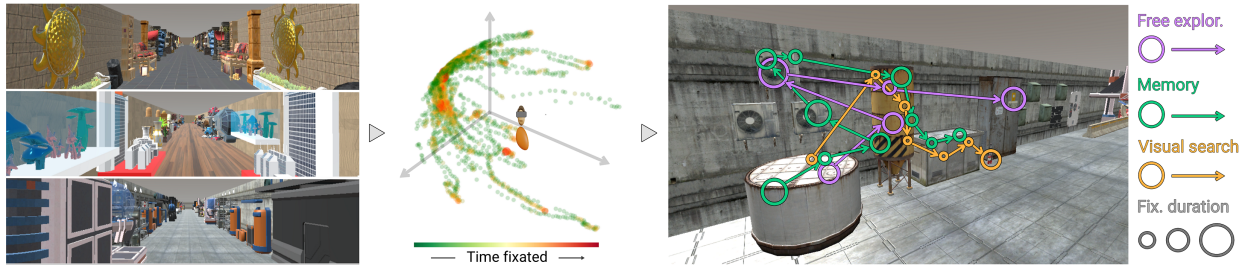 Time fixated
Free explor.
Memory
Visual search
Fix. duration